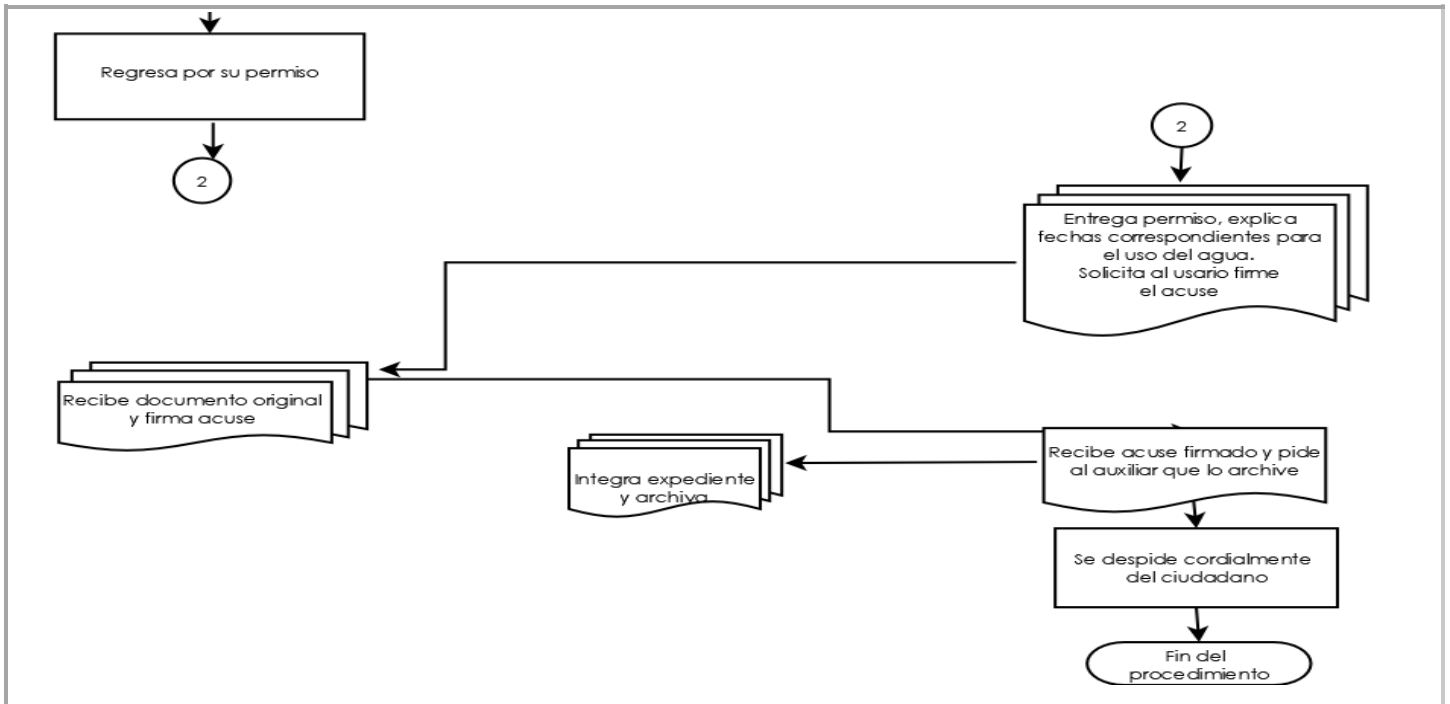 Regresa por su permiso
2
2
Entrega permiso, explica
fechas correspondientes para
el uso del agua.
Solicita al usario firme
el acuse
Recibe documento original
y firma acuse
Recibe acuse firmado y pide
al auxiliar que lo archive
Integra expediente
y archiva
Se despide cordialmente
del ciudadano
Fin del
procedimiento